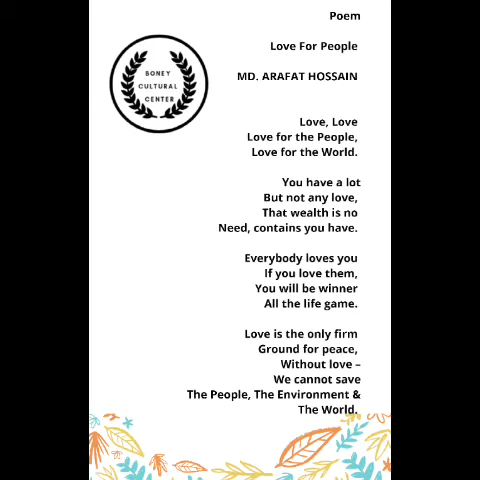 Poem
Love For People
MD. ARAFAT HOSSAIN
BONEY
CULTURAL
CENTER
Love, Love
Love for the People,
Love for the World.
You have a lot
But not any love,
That wealth is no
Need, contains you have.
Everybody loves you
If you love them,
You will be winner
All the life game.
Love is the only firm
Ground for peace,
Without love –
We cannot save
The People, The Environment &
The World.